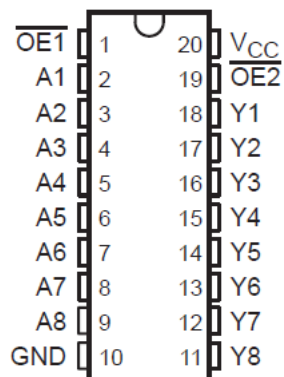 OE1 1 20 VCC
A1 2 19 OE2
A2 3 18 Y1
A3 4 17 Y2
A4 5 16 Y3
A5 6 15 Y4
A6 7 14 Y5
A7 8 13 Y6
A8 9 12 Y7
GND 10 11 Y8